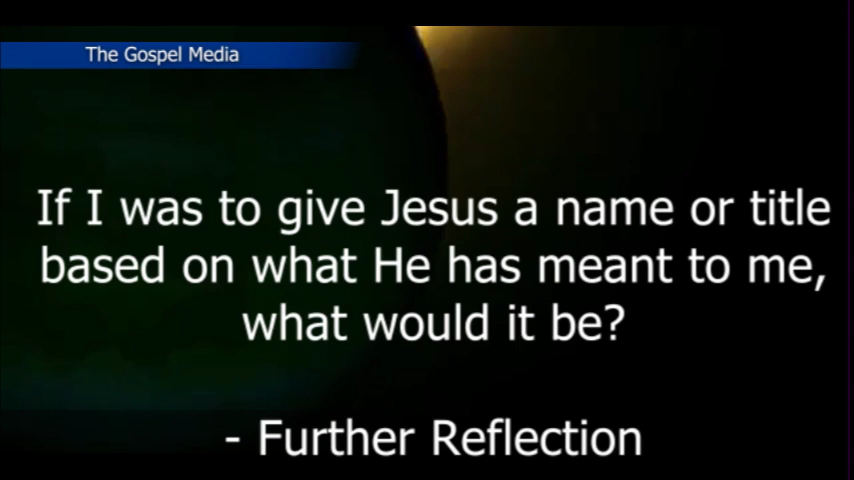 The Gospel Media
If I was to give Jesus a name or title
based on what He has meant to me,
what would it be?
- Further Reflection